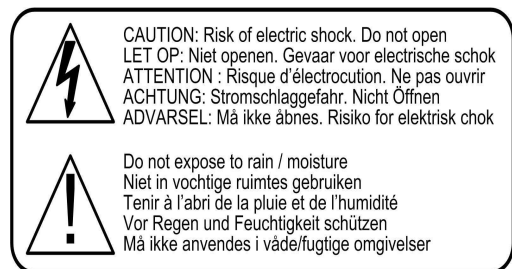 CAUTION: Risk of electric shock. Do not open
LET OP: Niet openen. Gevaar voor electrische schok
ATTENTION : Risque d'électrocution. Ne pas ouvrir
ACHTUNG: Stromschlaggefahr. Nicht Öffnen
ADVARSEL: Må ikke åbnes. Risiko for elektrisk chok
Do not expose to rain / moisture
Niet in vochtige ruimtes gebruiken
Tenir à l'abri de la pluie et de l'humidité
Vor Regen und Feuchtigkeit schützen
Må ikke anvendes i våde/fugtige omgivelser